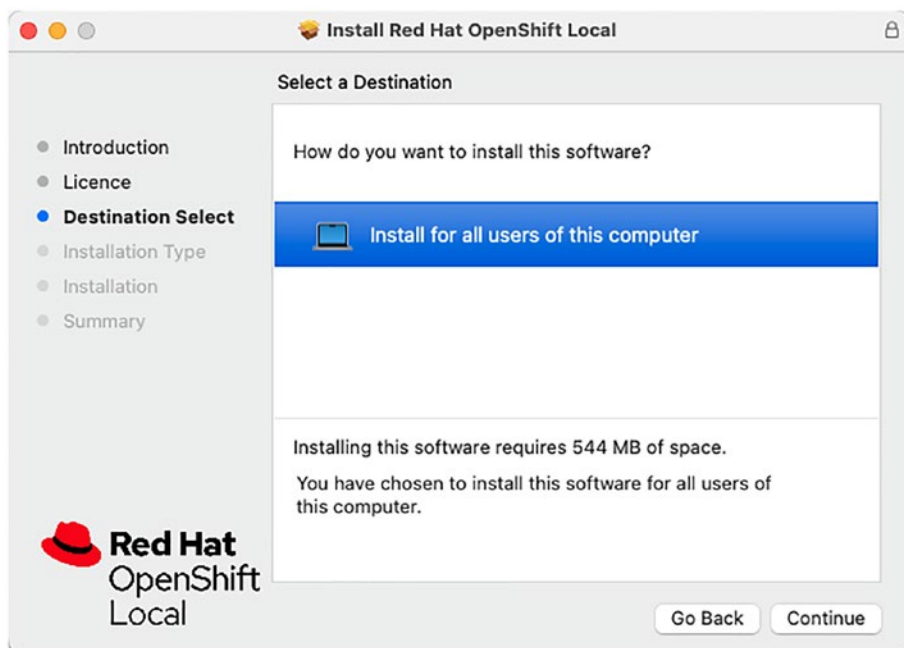 Install Red Hat OpenShift Local
Select a Destination
Introduction
Licence
Destination Select
Installation Type
Installation
Summary
How do you want to install this software?
Install for all users of this computer
Installing this software requires 544 MB of space.
You have chosen to install this software for all users of
this computer.
Red Hat
OpenShift
Local
Go Back
Continue